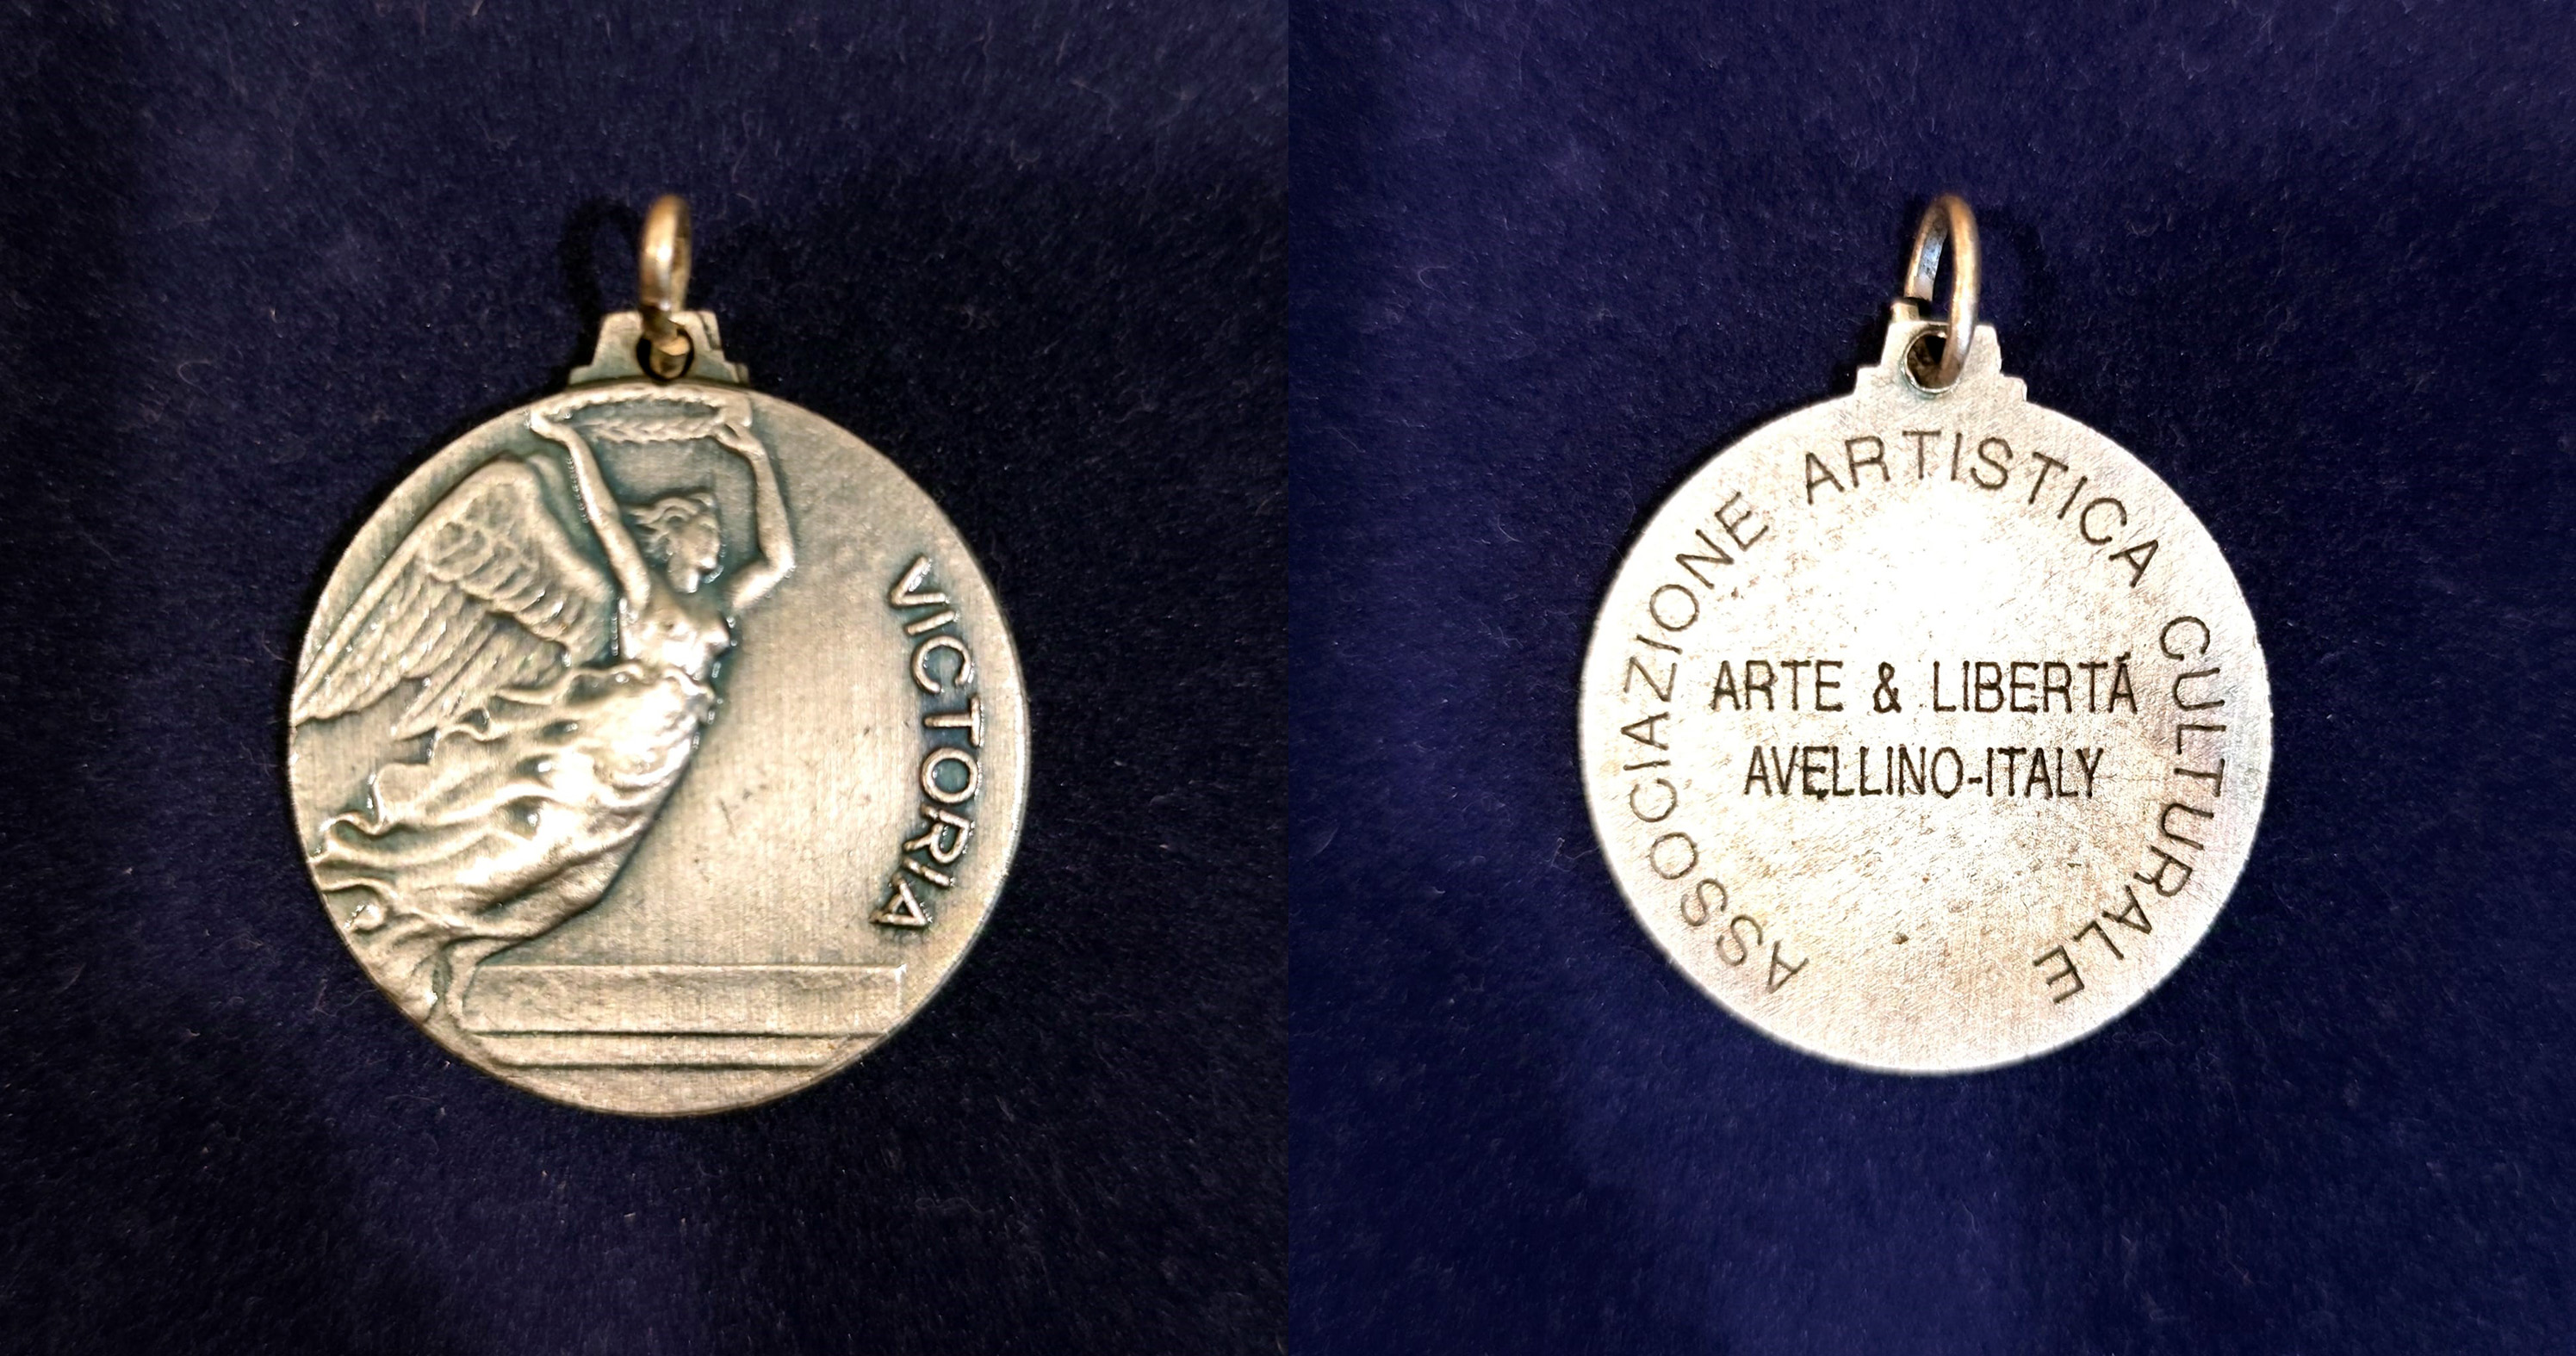 VICTORIA
ASSOCIAZIONE ARTISTICA CULTURALE
ARTE & LIBERTÁ
AVELLINO-ITALY